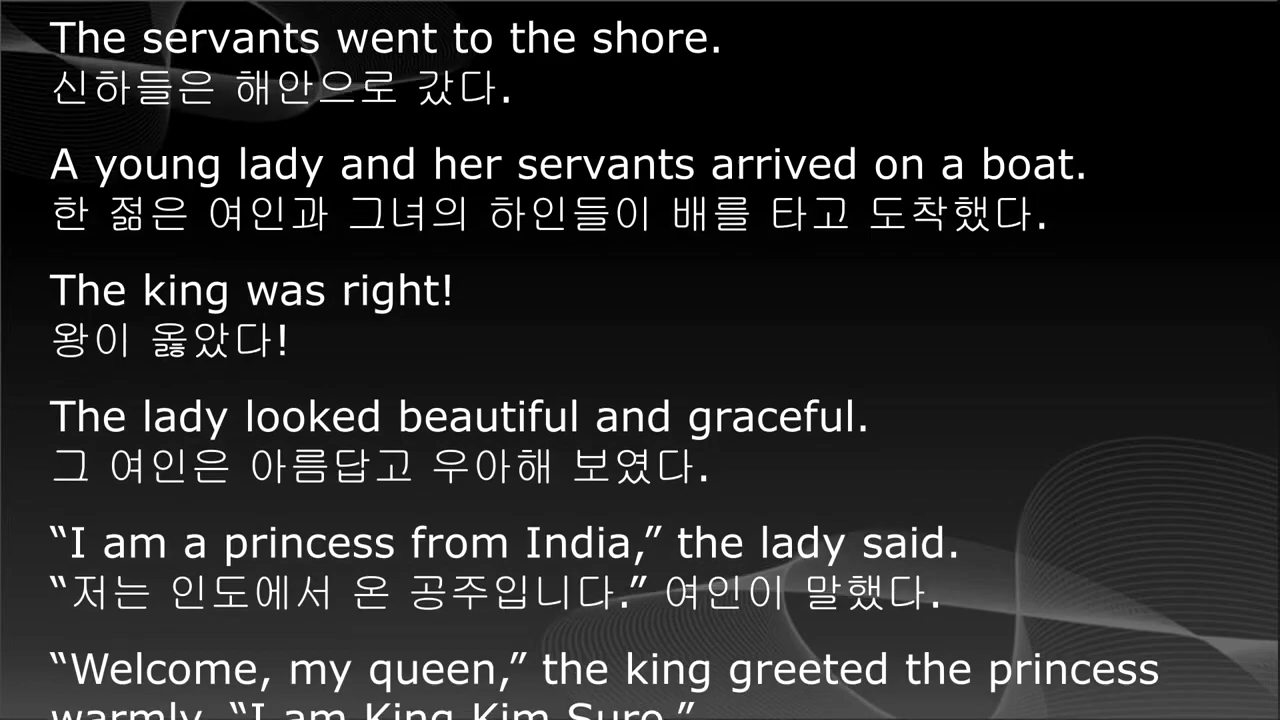 The servants went to the shore.
신하들은 해안으로 갔다.
A young lady and her servants arrived on a boat.
한 젊은 여인과 그녀의 하인들이 배를 타고 도착했다.
The king was right!
왕이 옳았다!
The lady looked beautiful and graceful.
그 여인은 아름답고 우아해 보였다.
“I am a princess from India,” the lady said.
“저는 인도에서 온 공주입니다.” 여인이 말했다.
“Welcome, my queen,” the king greeted the princess
warmly. “I am King Kim Suro.”